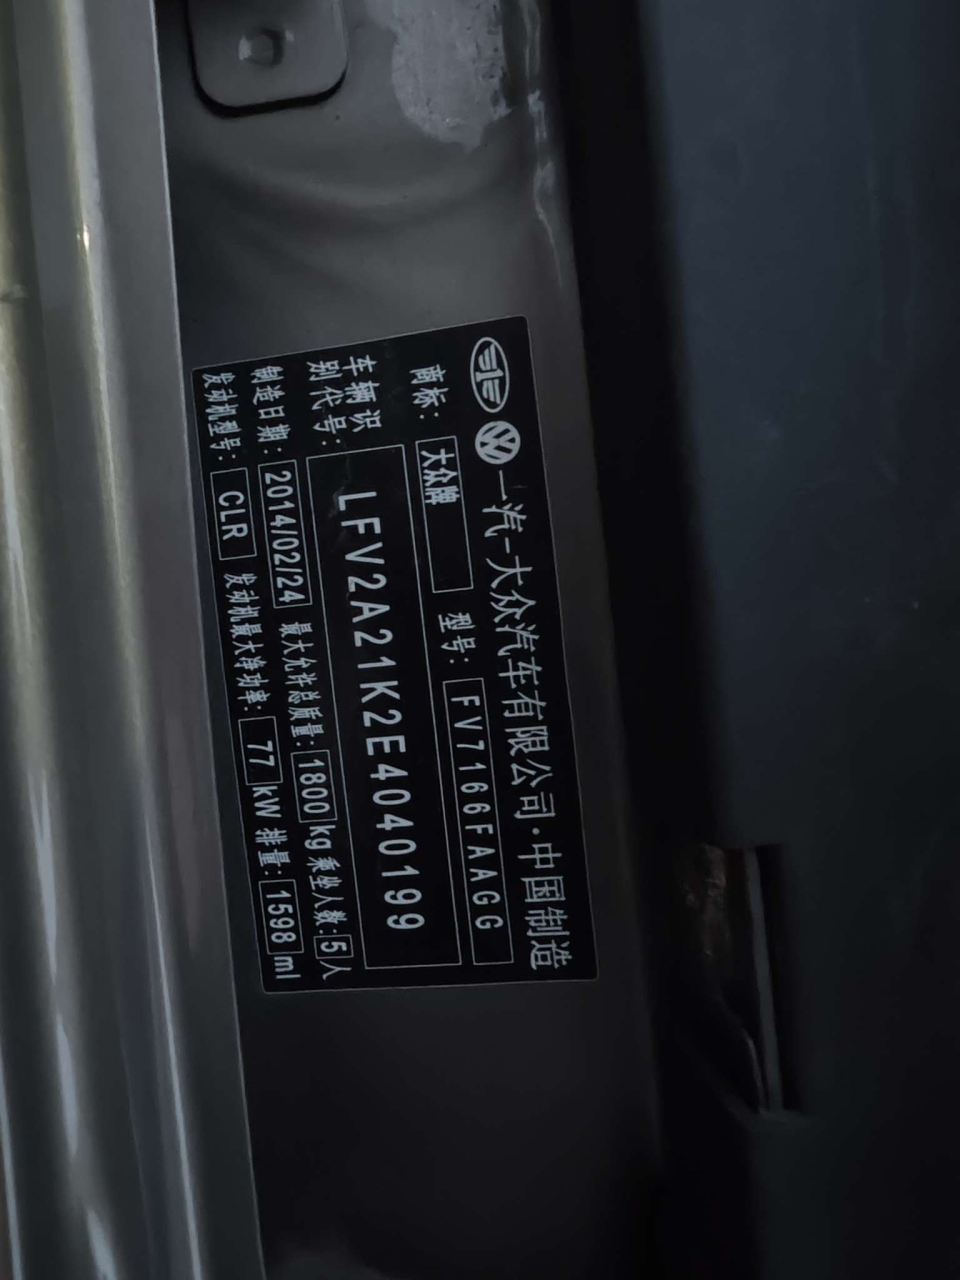 一汽-大众汽车有限公司·中国制造
商标: 大众牌 型号: FV7166FAAGG
车辆识别代号: LFV2A21K2E4040199
制造日期: 2014/02/24 最大允许总质量: 1800 kg 乘坐人数: 5 人
发动机型号: CLR 发动机最大净功率: 77 kW 排量: 1598 ml